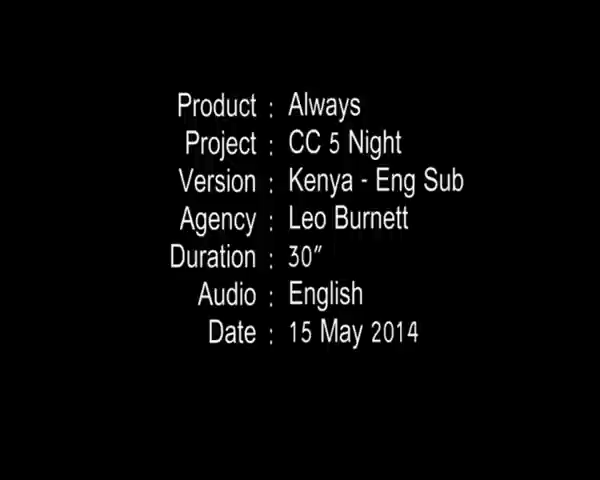 Product : Always
Project : CC 5 Night
Version : Kenya - Eng Sub
Agency : Leo Burnett
Duration : 30"
Audio : English
Date : 15 May 2014